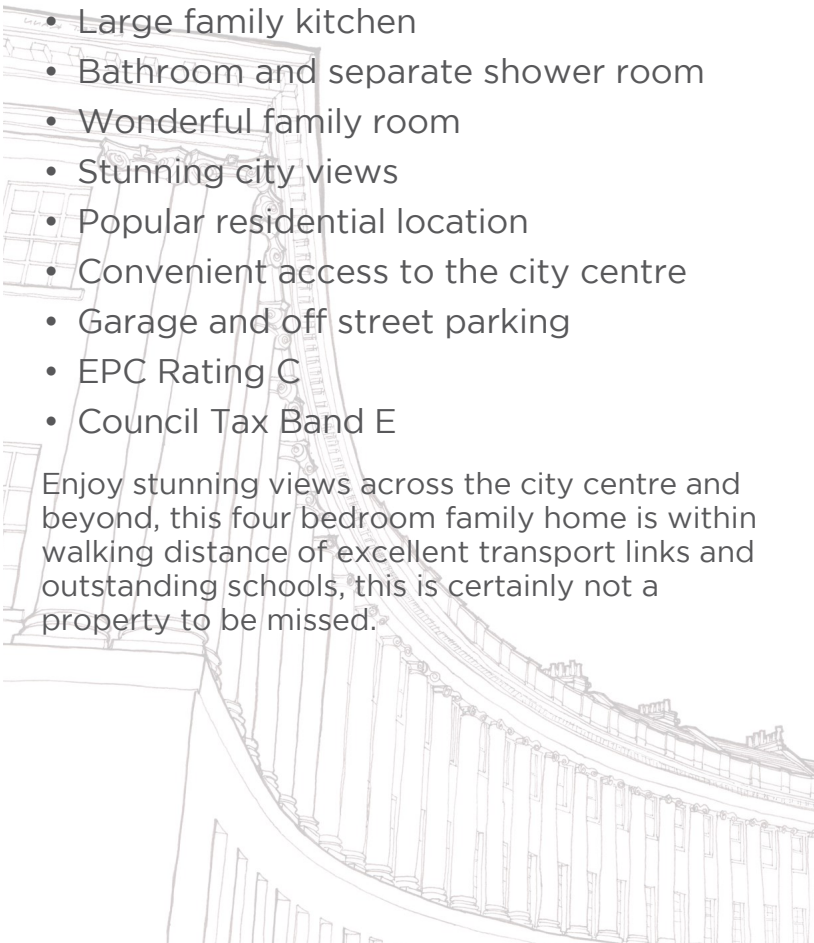 • Large family kitchen
• Bathroom and separate shower room
• Wonderful family room
• Stunning city views
• Popular residential location
• Convenient access to the city centre
• Garage and off street parking
• EPC Rating C
• Council Tax Band E
Enjoy stunning views across the city centre and
beyond, this four bedroom family home is within
walking distance of excellent transport links and
outstanding schools, this is certainly not a
property to be missed.